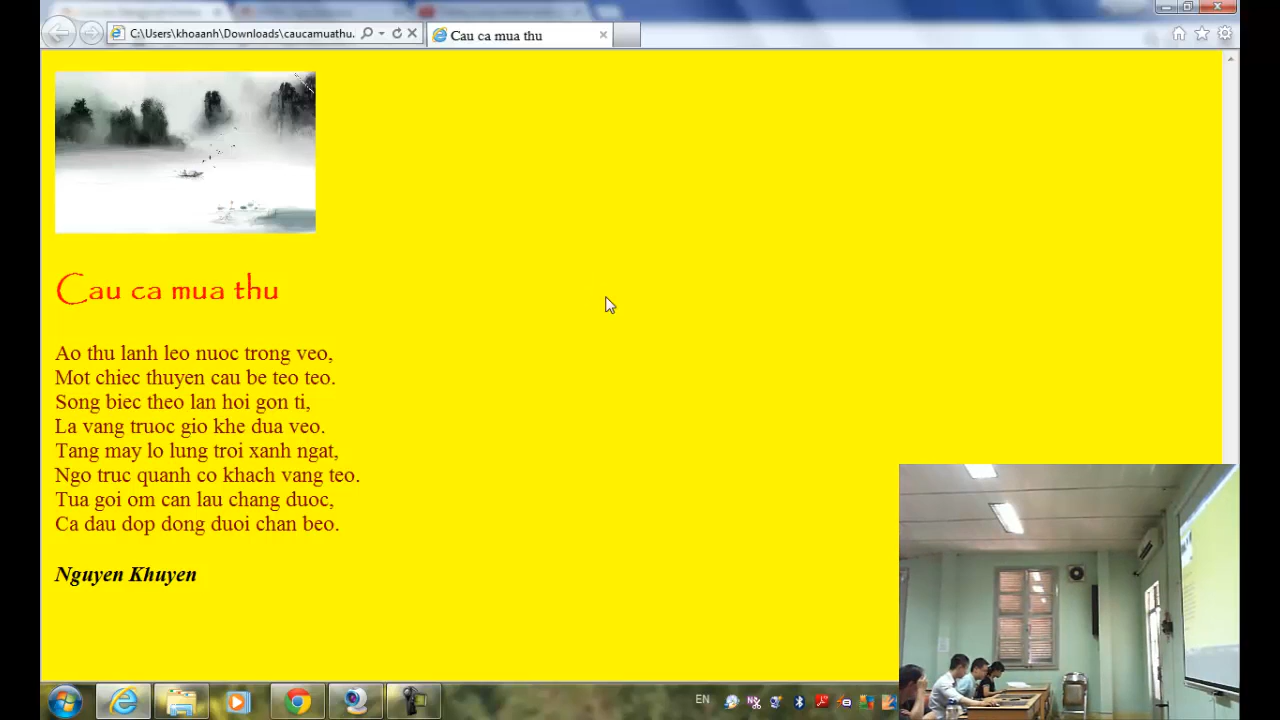 C:\Users\khoaanh\Downloads\caucamuathu.
Cau ca mua thu
Cau ca mua thu
Ao thu lanh leo nuoc trong veo,
Mot chiec thuyen cau be teo teo.
Song biec theo lan hoi gon ti,
La vang truoc gio khe dua veo.
Tang may lo lung troi xanh ngat,
Ngo truc quanh co khach vang teo.
Tua goi om can lau chang duoc,
Ca dau dop dong duoi chan beo.
Nguyen Khuyen
EN